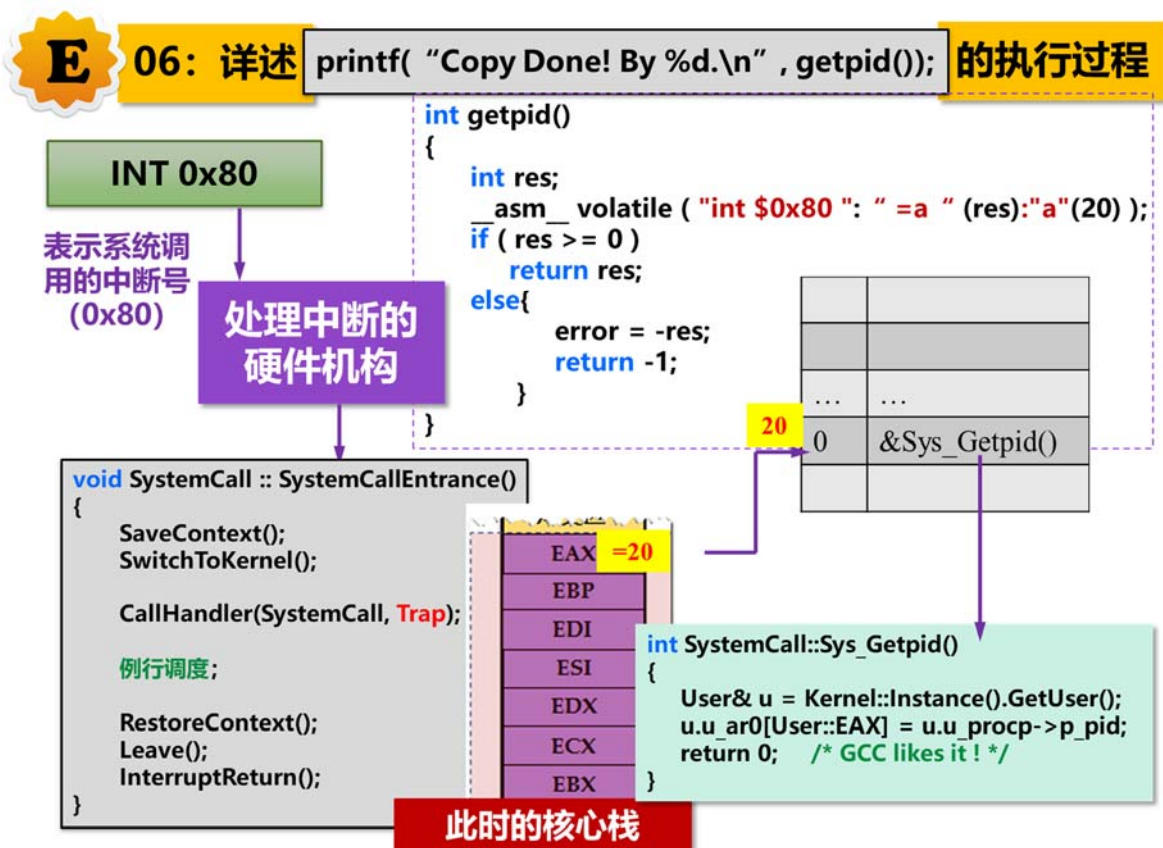 E
06：详述 printf( “Copy Done! By %d.\n” , getpid()); 的执行过程
int getpid()
{
int res;
__asm__ volatile ( "int $0x80 ": “ =a “ (res):"a"(20) );
if ( res >= 0 )
return res;
else{
error = -res;
return -1;
}
}
INT 0x80
表示系统调
用的中断号
（0x80）
处理中断的
硬件机构
… …
20
0 &Sys_Getpid()
void SystemCall :: SystemCallEntrance()
{
SaveContext();
SwitchToKernel();
CallHandler(SystemCall, Trap);
例行调度;
RestoreContext();
Leave();
InterruptReturn();
}
EAX =20
EBP
EDI
ESI
EDX
ECX
EBX
此时的核心栈
int SystemCall::Sys_Getpid()
{
User& u = Kernel::Instance().GetUser();
u.u_ar0[User::EAX] = u.u_procp->p_pid;
return 0; /* GCC likes it ! */
}